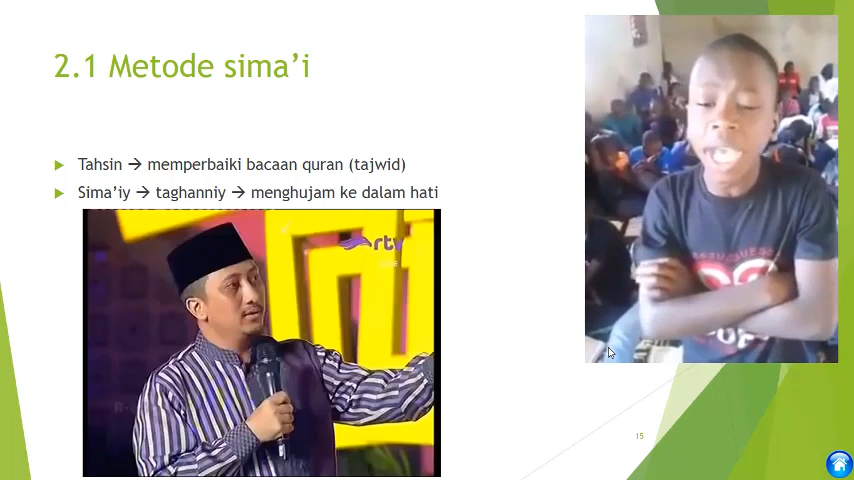 2.1 Metode sima’i
Tahsin → memperbaiki bacaan quran (tajwid)
Sima’iy → taghanniy → menghujam ke dalam hati
rtv
15